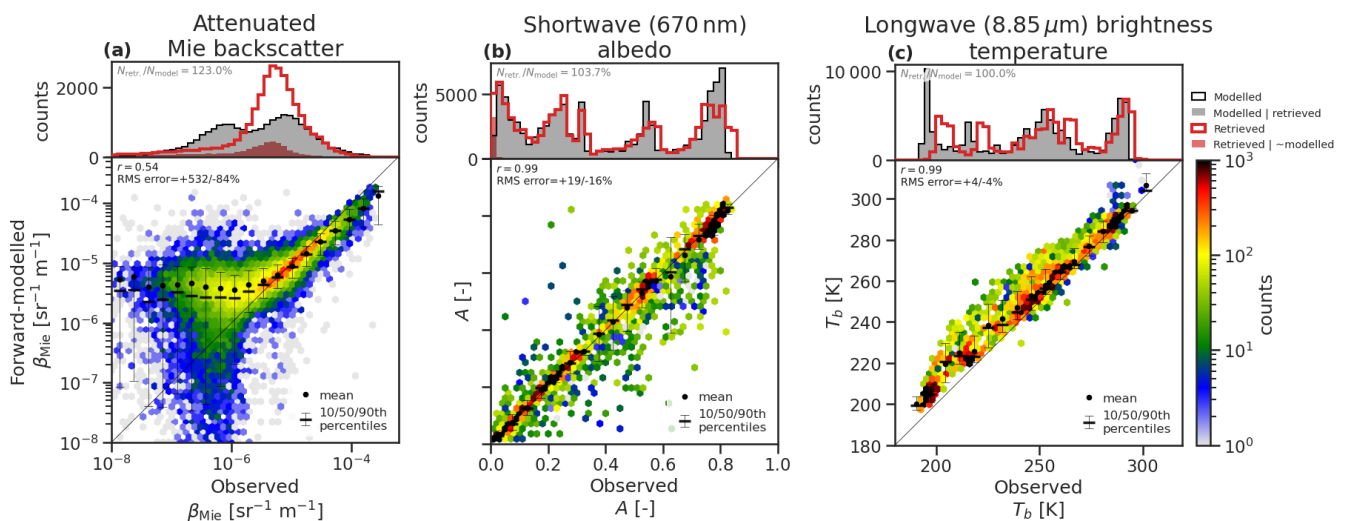 Attenuated
Mie backscatter
(a)
N_retr./N_model = 123.0%
2000
0
counts
r = 0.54
RMS error=+532/-84%
10⁻⁴
10⁻⁵
10⁻⁶
10⁻⁷
10⁻⁸
Forward-modelled
β_Mie [sr⁻¹ m⁻¹]
mean
10/50/90th
percentiles
10⁻⁸
10⁻⁶
10⁻⁴
Observed
β_Mie [sr⁻¹ m⁻¹]
Shortwave (670 nm)
albedo
(b)
N_retr./N_model = 103.7%
5000
0
counts
r = 0.99
RMS error=+19/-16%
A [-]
mean
10/50/90th
percentiles
0.0
0.2
0.4
0.6
0.8
1.0
Observed
A [-]
Longwave (8.85 μm) brightness
temperature
(c)
N_retr./N_model = 100.0%
10 000
5000
0
counts
r = 0.99
RMS error=+4/-4%
300
280
260
240
220
200
180
T_b [K]
mean
10/50/90th
percentiles
200
250
300
Observed
T_b [K]
Modelled
Modelled | retrieved
Retrieved
Retrieved | ~modelled
10³
10²
10¹
10⁰
counts